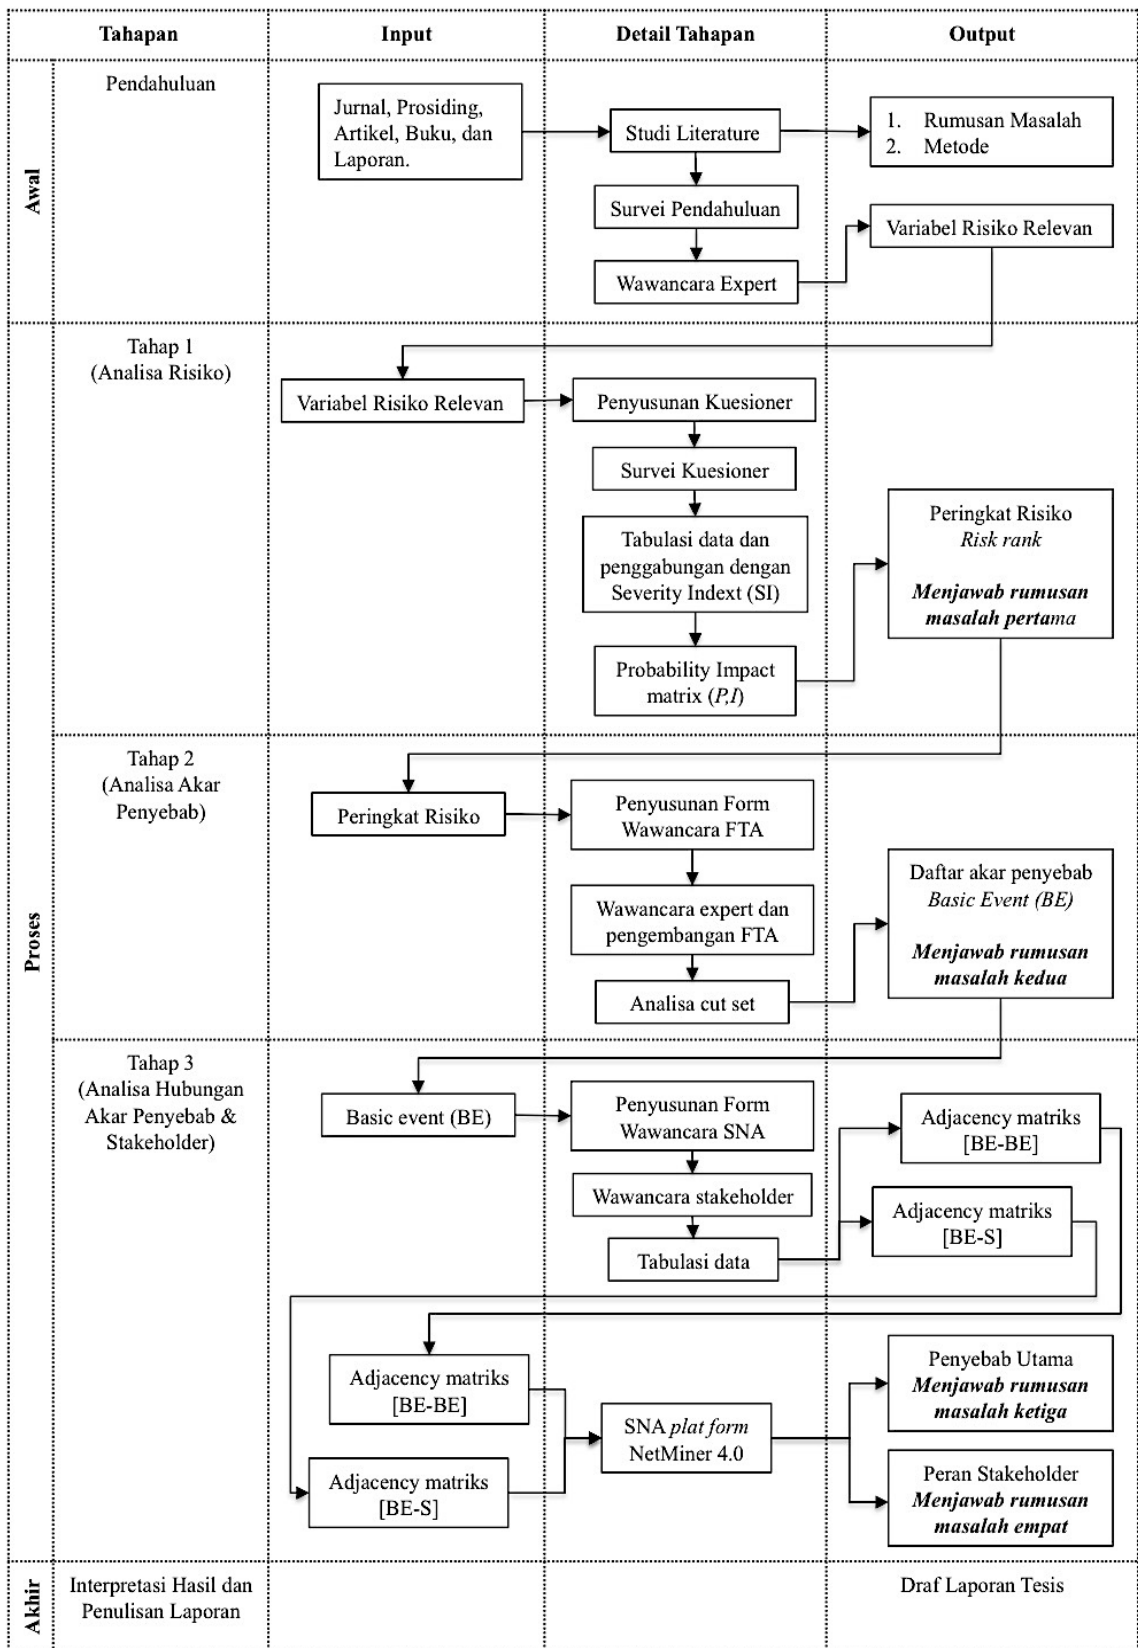 Tahapan
Input
Detail Tahapan
Output
Awal
Pendahuluan
Jurnal, Prosiding,
Artikel, Buku, dan
Laporan.
Studi Literature
1. Rumusan Masalah
2. Metode
Survei Pendahuluan
Variabel Risiko Relevan
Wawancara Expert
Proses
Tahap 1
(Analisa Risiko)
Variabel Risiko Relevan
Penyusunan Kuesioner
Survei Kuesioner
Tabulasi data dan
penggabungan dengan
Severity Indext (SI)
Probability Impact
matrix (P,I)
Peringkat Risiko
Risk rank
Menjawab rumusan
masalah pertama
Tahap 2
(Analisa Akar
Penyebab)
Peringkat Risiko
Penyusunan Form
Wawancara FTA
Wawancara expert dan
pengembangan FTA
Analisa cut set
Daftar akar penyebab
Basic Event (BE)
Menjawab rumusan
masalah kedua
Tahap 3
(Analisa Hubungan
Akar Penyebab &
Stakeholder)
Basic event (BE)
Penyusunan Form
Wawancara SNA
Wawancara stakeholder
Tabulasi data
Adjacency matriks
[BE-BE]
Adjacency matriks
[BE-S]
Adjacency matriks
[BE-BE]
Adjacency matriks
[BE-S]
SNA plat form
NetMiner 4.0
Penyebab Utama
Menjawab rumusan
masalah ketiga
Peran Stakeholder
Menjawab rumusan
masalah empat
Akhir
Interpretasi Hasil dan
Penulisan Laporan
Draf Laporan Tesis